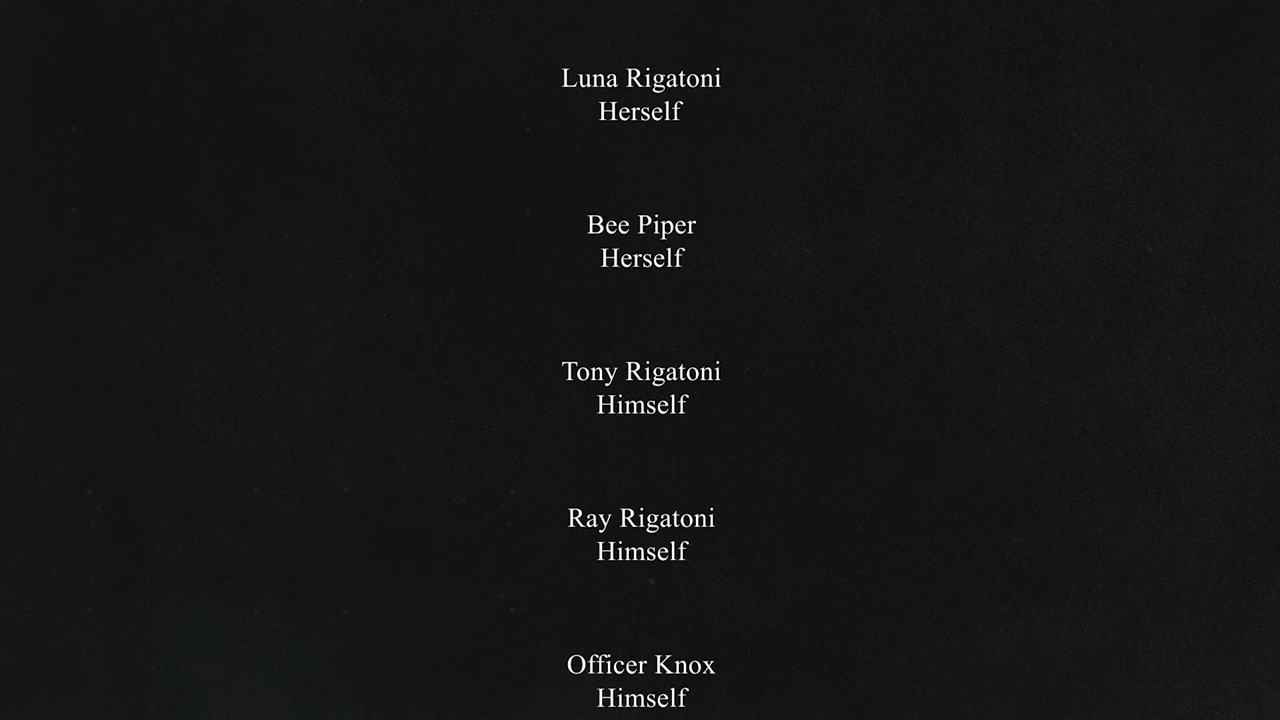 Luna Rigatoni
Herself
Bee Piper
Herself
Tony Rigatoni
Himself
Ray Rigatoni
Himself
Officer Knox
Himself